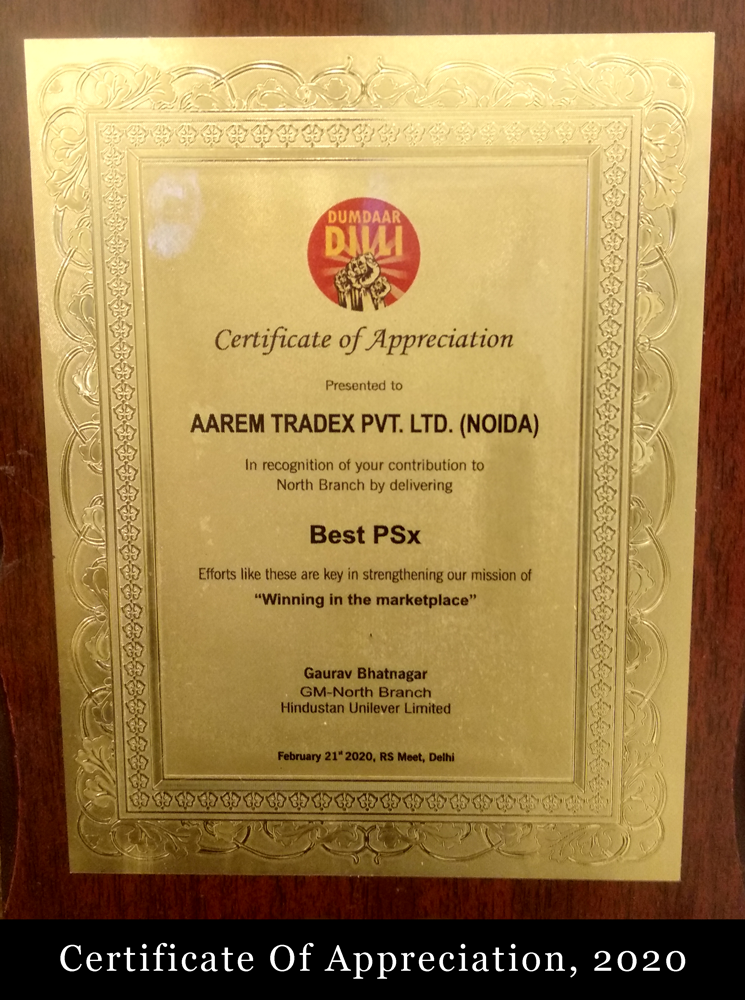 DUMDAAR
DILLI
Certificate of Appreciation
Presented to
AAREM TRADEX PVT. LTD. (NOIDA)
In recognition of your contribution to
North Branch by delivering
Best PSx
Efforts like these are key in strengthening our mission of
“Winning in the marketplace”
Gaurav Bhatnagar
GM-North Branch
Hindustan Unilever Limited
February 21st 2020, RS Meet, Delhi
Certificate Of Appreciation, 2020